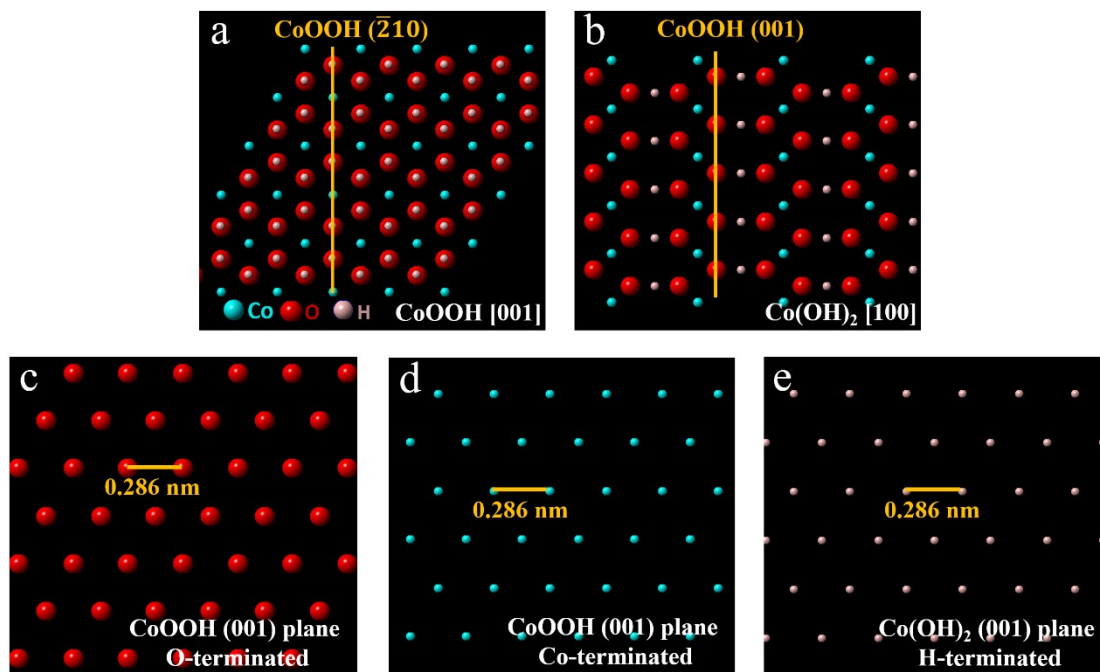 a
CoOOH (2̅10)
Co O H
CoOOH [001]
b
CoOOH (001)
Co(OH)₂ [100]
c
0.286 nm
CoOOH (001) plane
O-terminated
d
0.286 nm
CoOOH (001) plane
Co-terminated
e
0.286 nm
Co(OH)₂ (001) plane
H-terminated